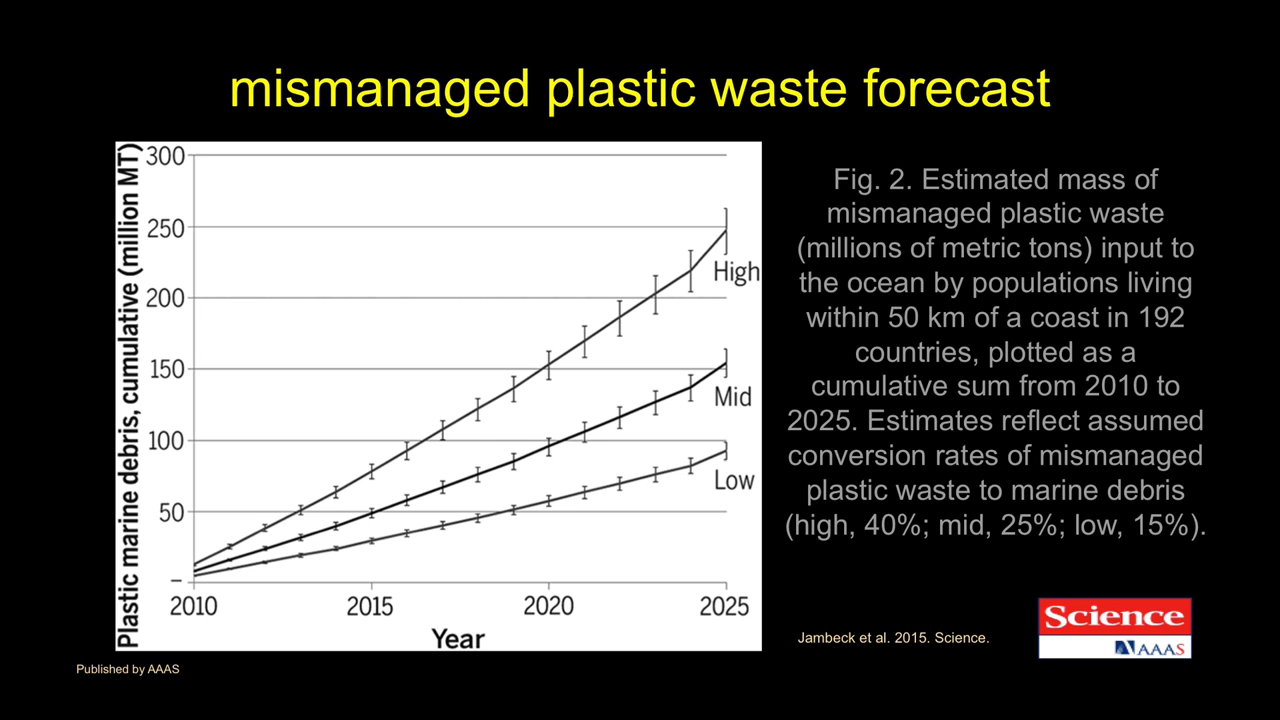 mismanaged plastic waste forecast
Plastic marine debris, cumulative (million MT)
300
250
200
150
100
50
–
2010
2015
2020
2025
Year
High
Mid
Low
Fig. 2. Estimated mass of
mismanaged plastic waste
(millions of metric tons) input to
the ocean by populations living
within 50 km of a coast in 192
countries, plotted as a
cumulative sum from 2010 to
2025. Estimates reflect assumed
conversion rates of mismanaged
plastic waste to marine debris
(high, 40%; mid, 25%; low, 15%).
Jambeck et al. 2015. Science.
Science
AAAS
Published by AAAS